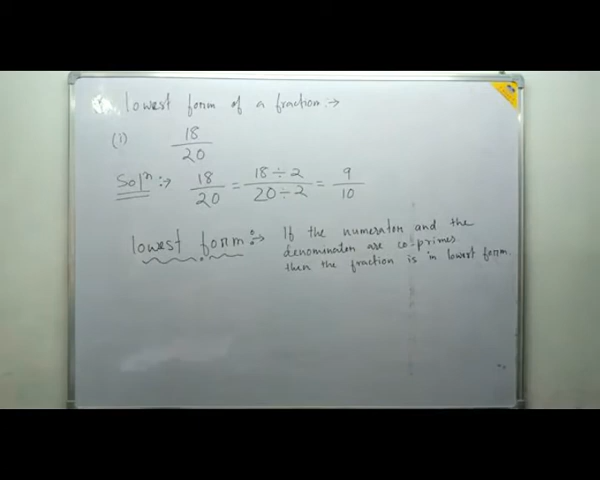 lowest form of a fraction :→
(1) 18/20
Solⁿ :→ 18/20 = 18 ÷ 2/20 ÷ 2 = 9/10
lowest form :→ If the numerator and the
denominator are co-primes
then the fraction is in lowest form